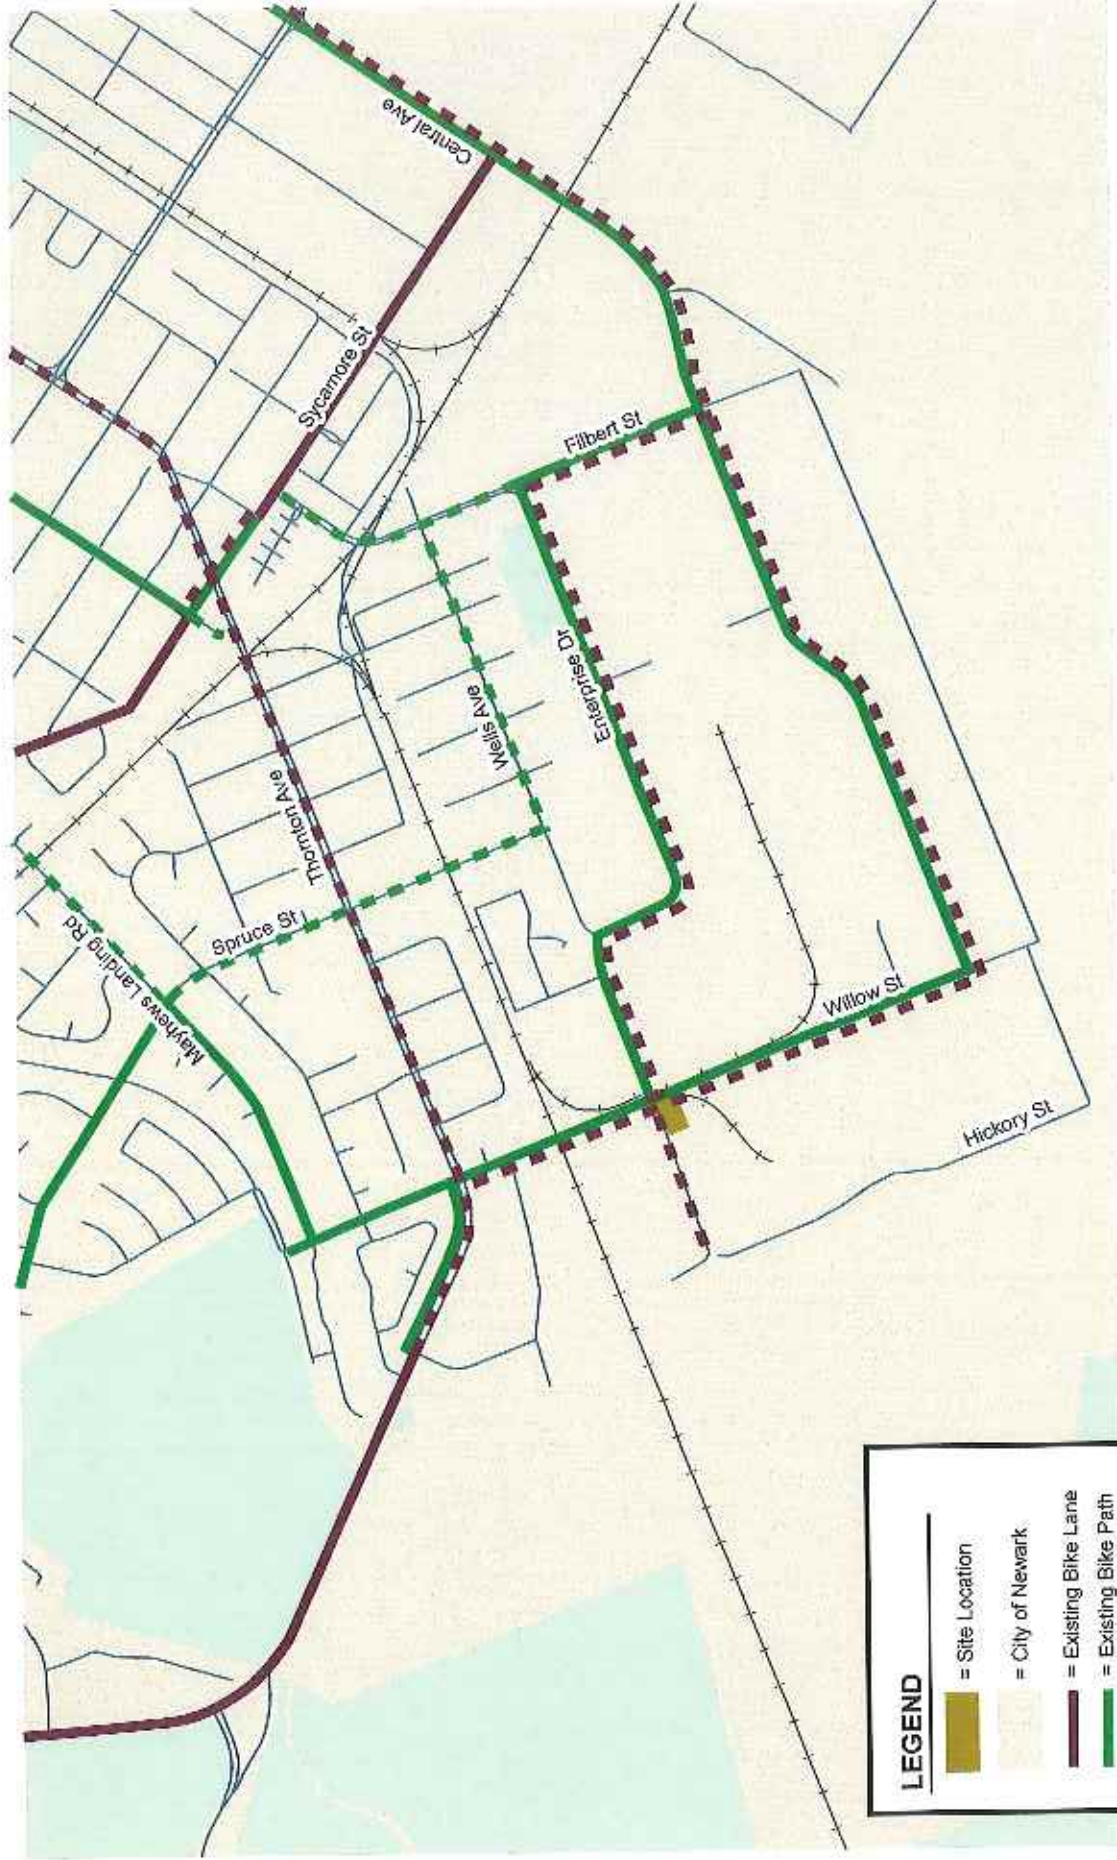 Central Ave
Sycamore St
Filbert St
Wells Ave
Enterprise Dr
Thornton Ave
Spruce St
Mayhews Landing Rd
Willow St
Hickory St
LEGEND
= Site Location
= City of Newark
= Existing Bike Lane
= Existing Bike Path